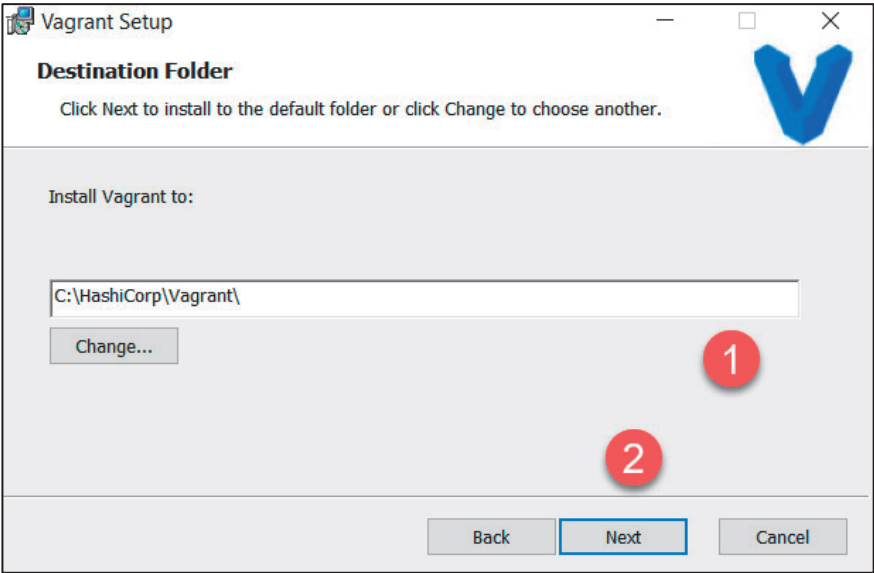 Vagrant Setup
Destination Folder
Click Next to install to the default folder or click Change to choose another.
Install Vagrant to:
C:\HashiCorp\Vagrant\
Change...
1
2
Back Next Cancel